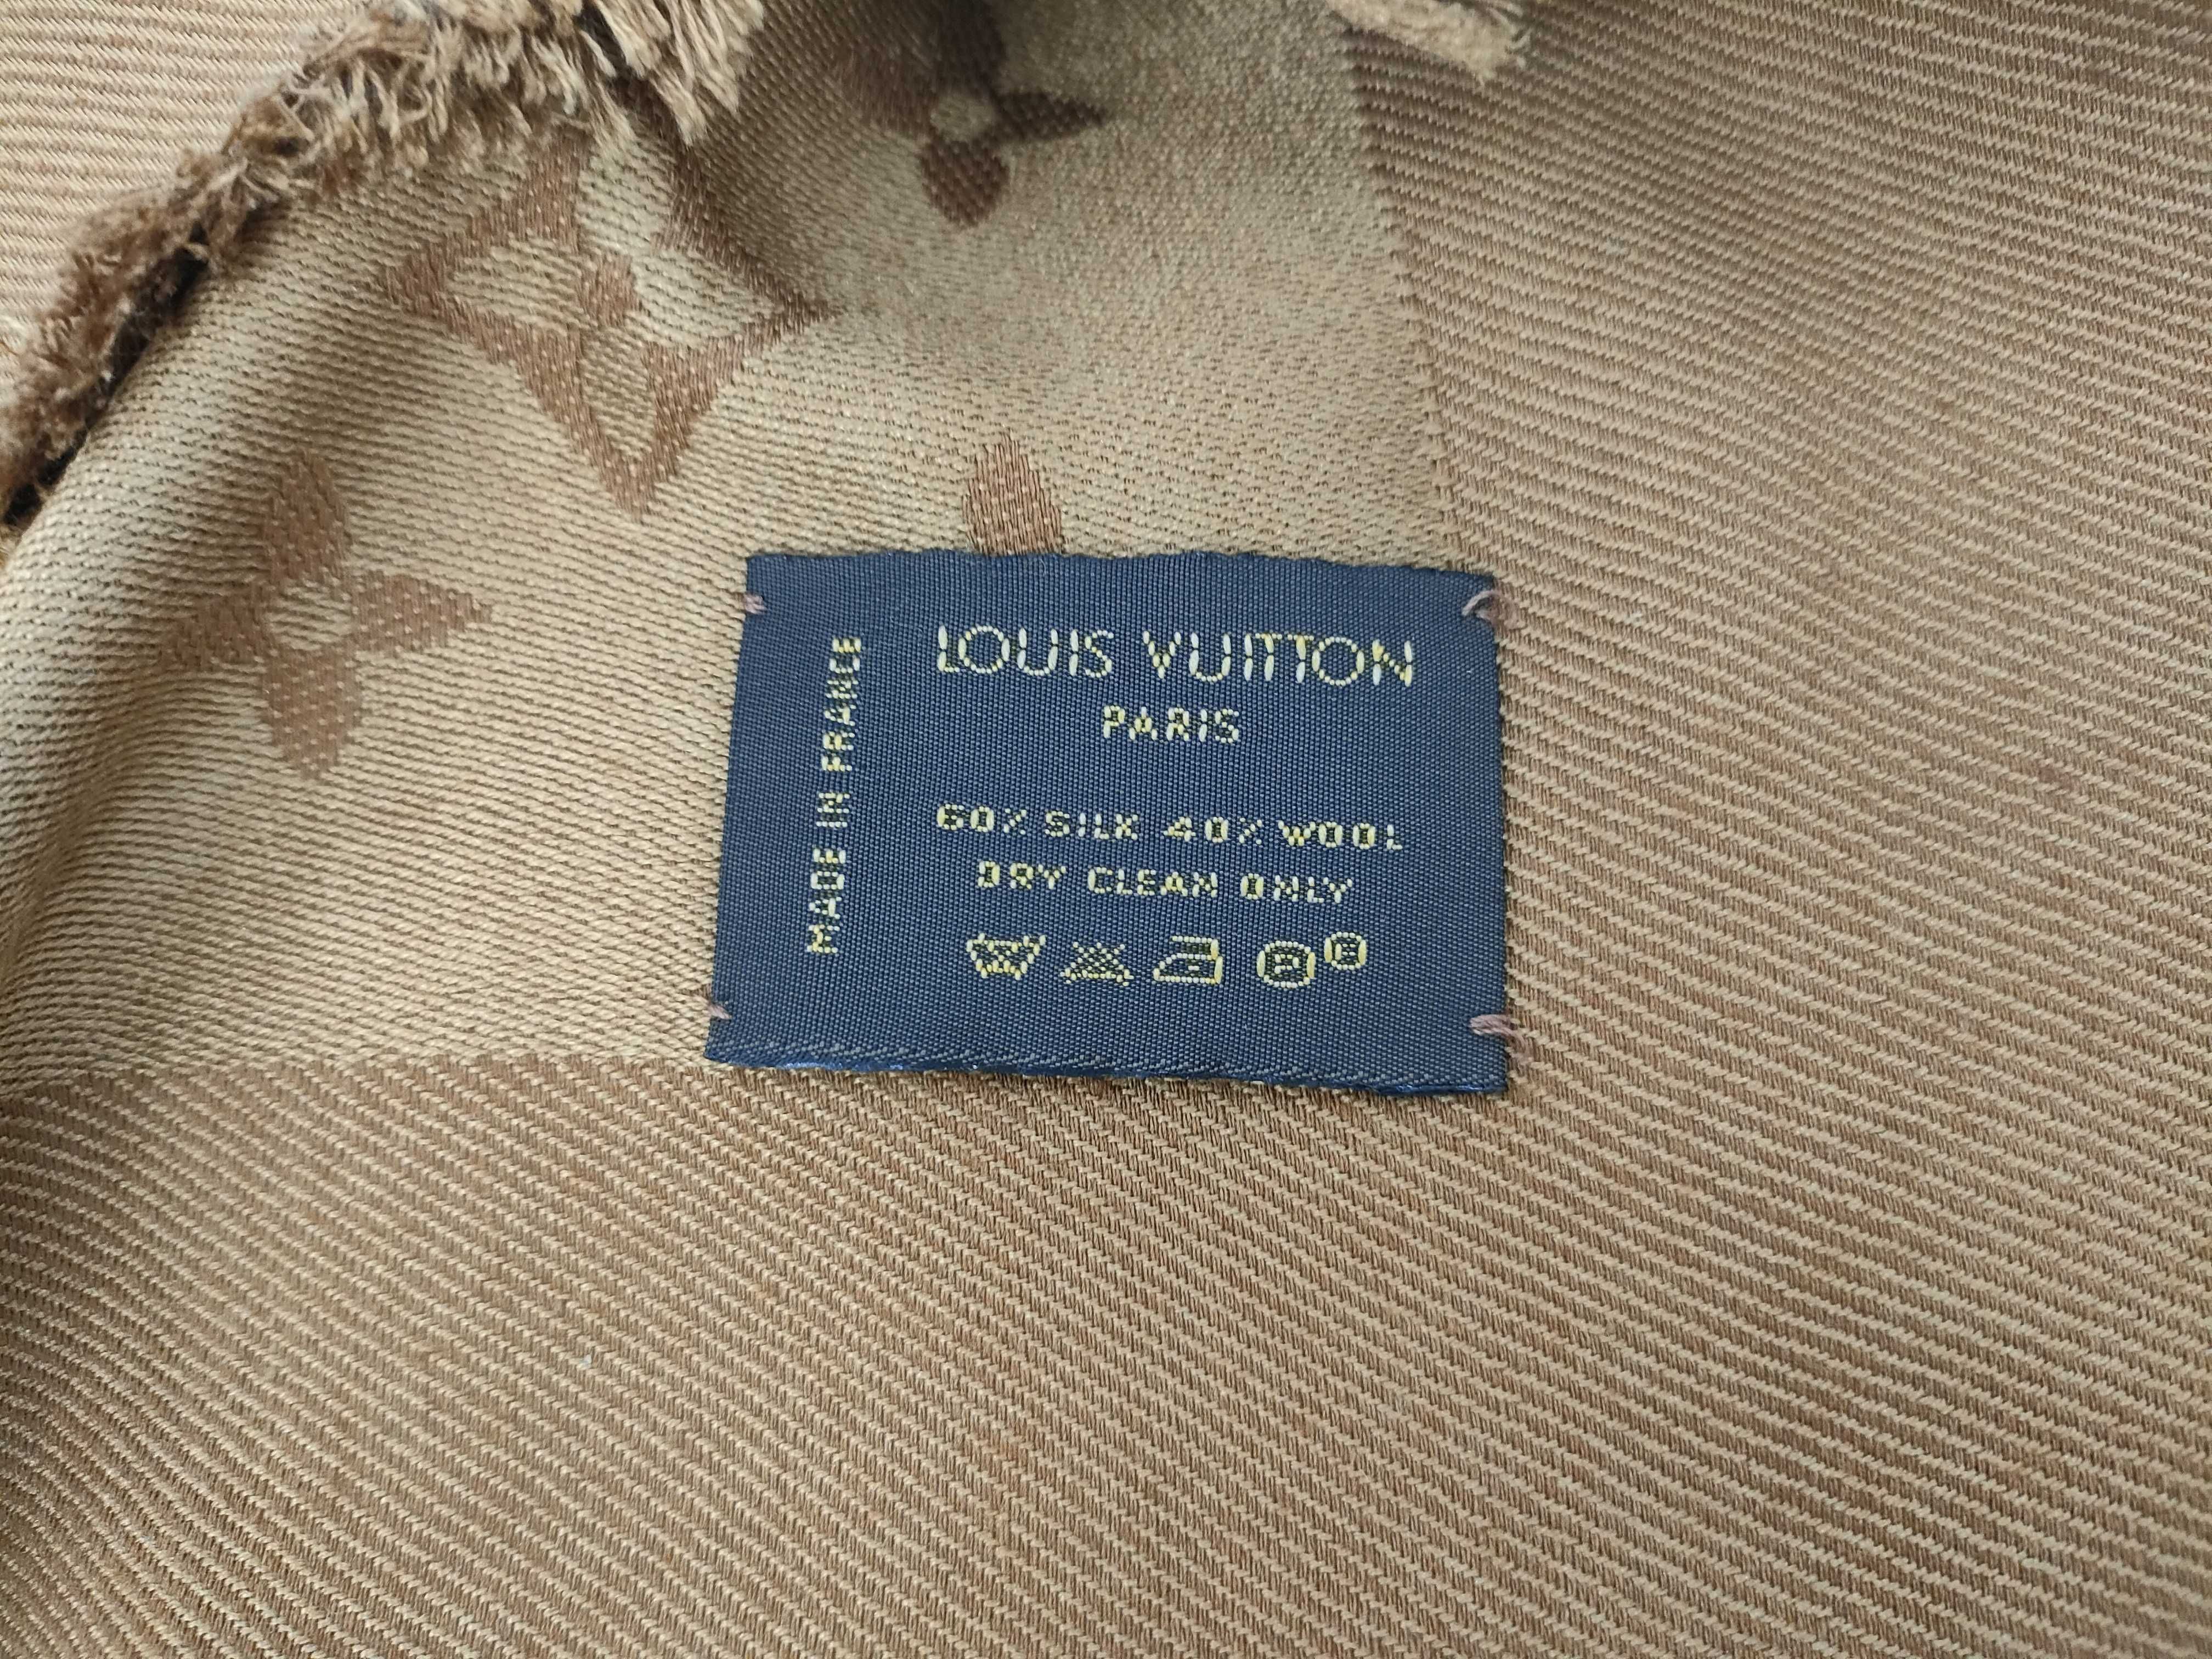 LOUIS VUITTON
PARIS
60% SILK 40% WOOL
DRY CLEAN ONLY
MADE IN FRANCE